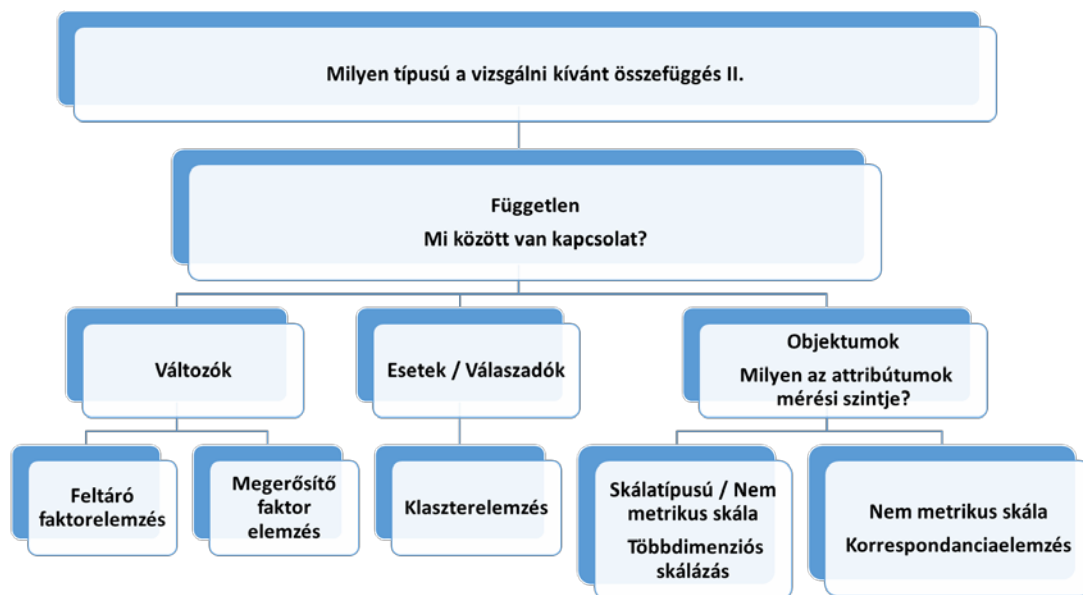 Milyen típusú a vizsgálni kívánt összefüggés II.
Független
Mi között van kapcsolat?
Változók
Esetek / Válaszadók
Objektumok
Milyen az attribútumok
mérési szintje?
Feltáró
faktorelemzés
Megerősítő
faktor
elemzés
Klaszterelemzés
Skálatípusú / Nem
metrikus skála
Többdimenziós
skálázás
Nem metrikus skála
Korrespondanciaelemzés